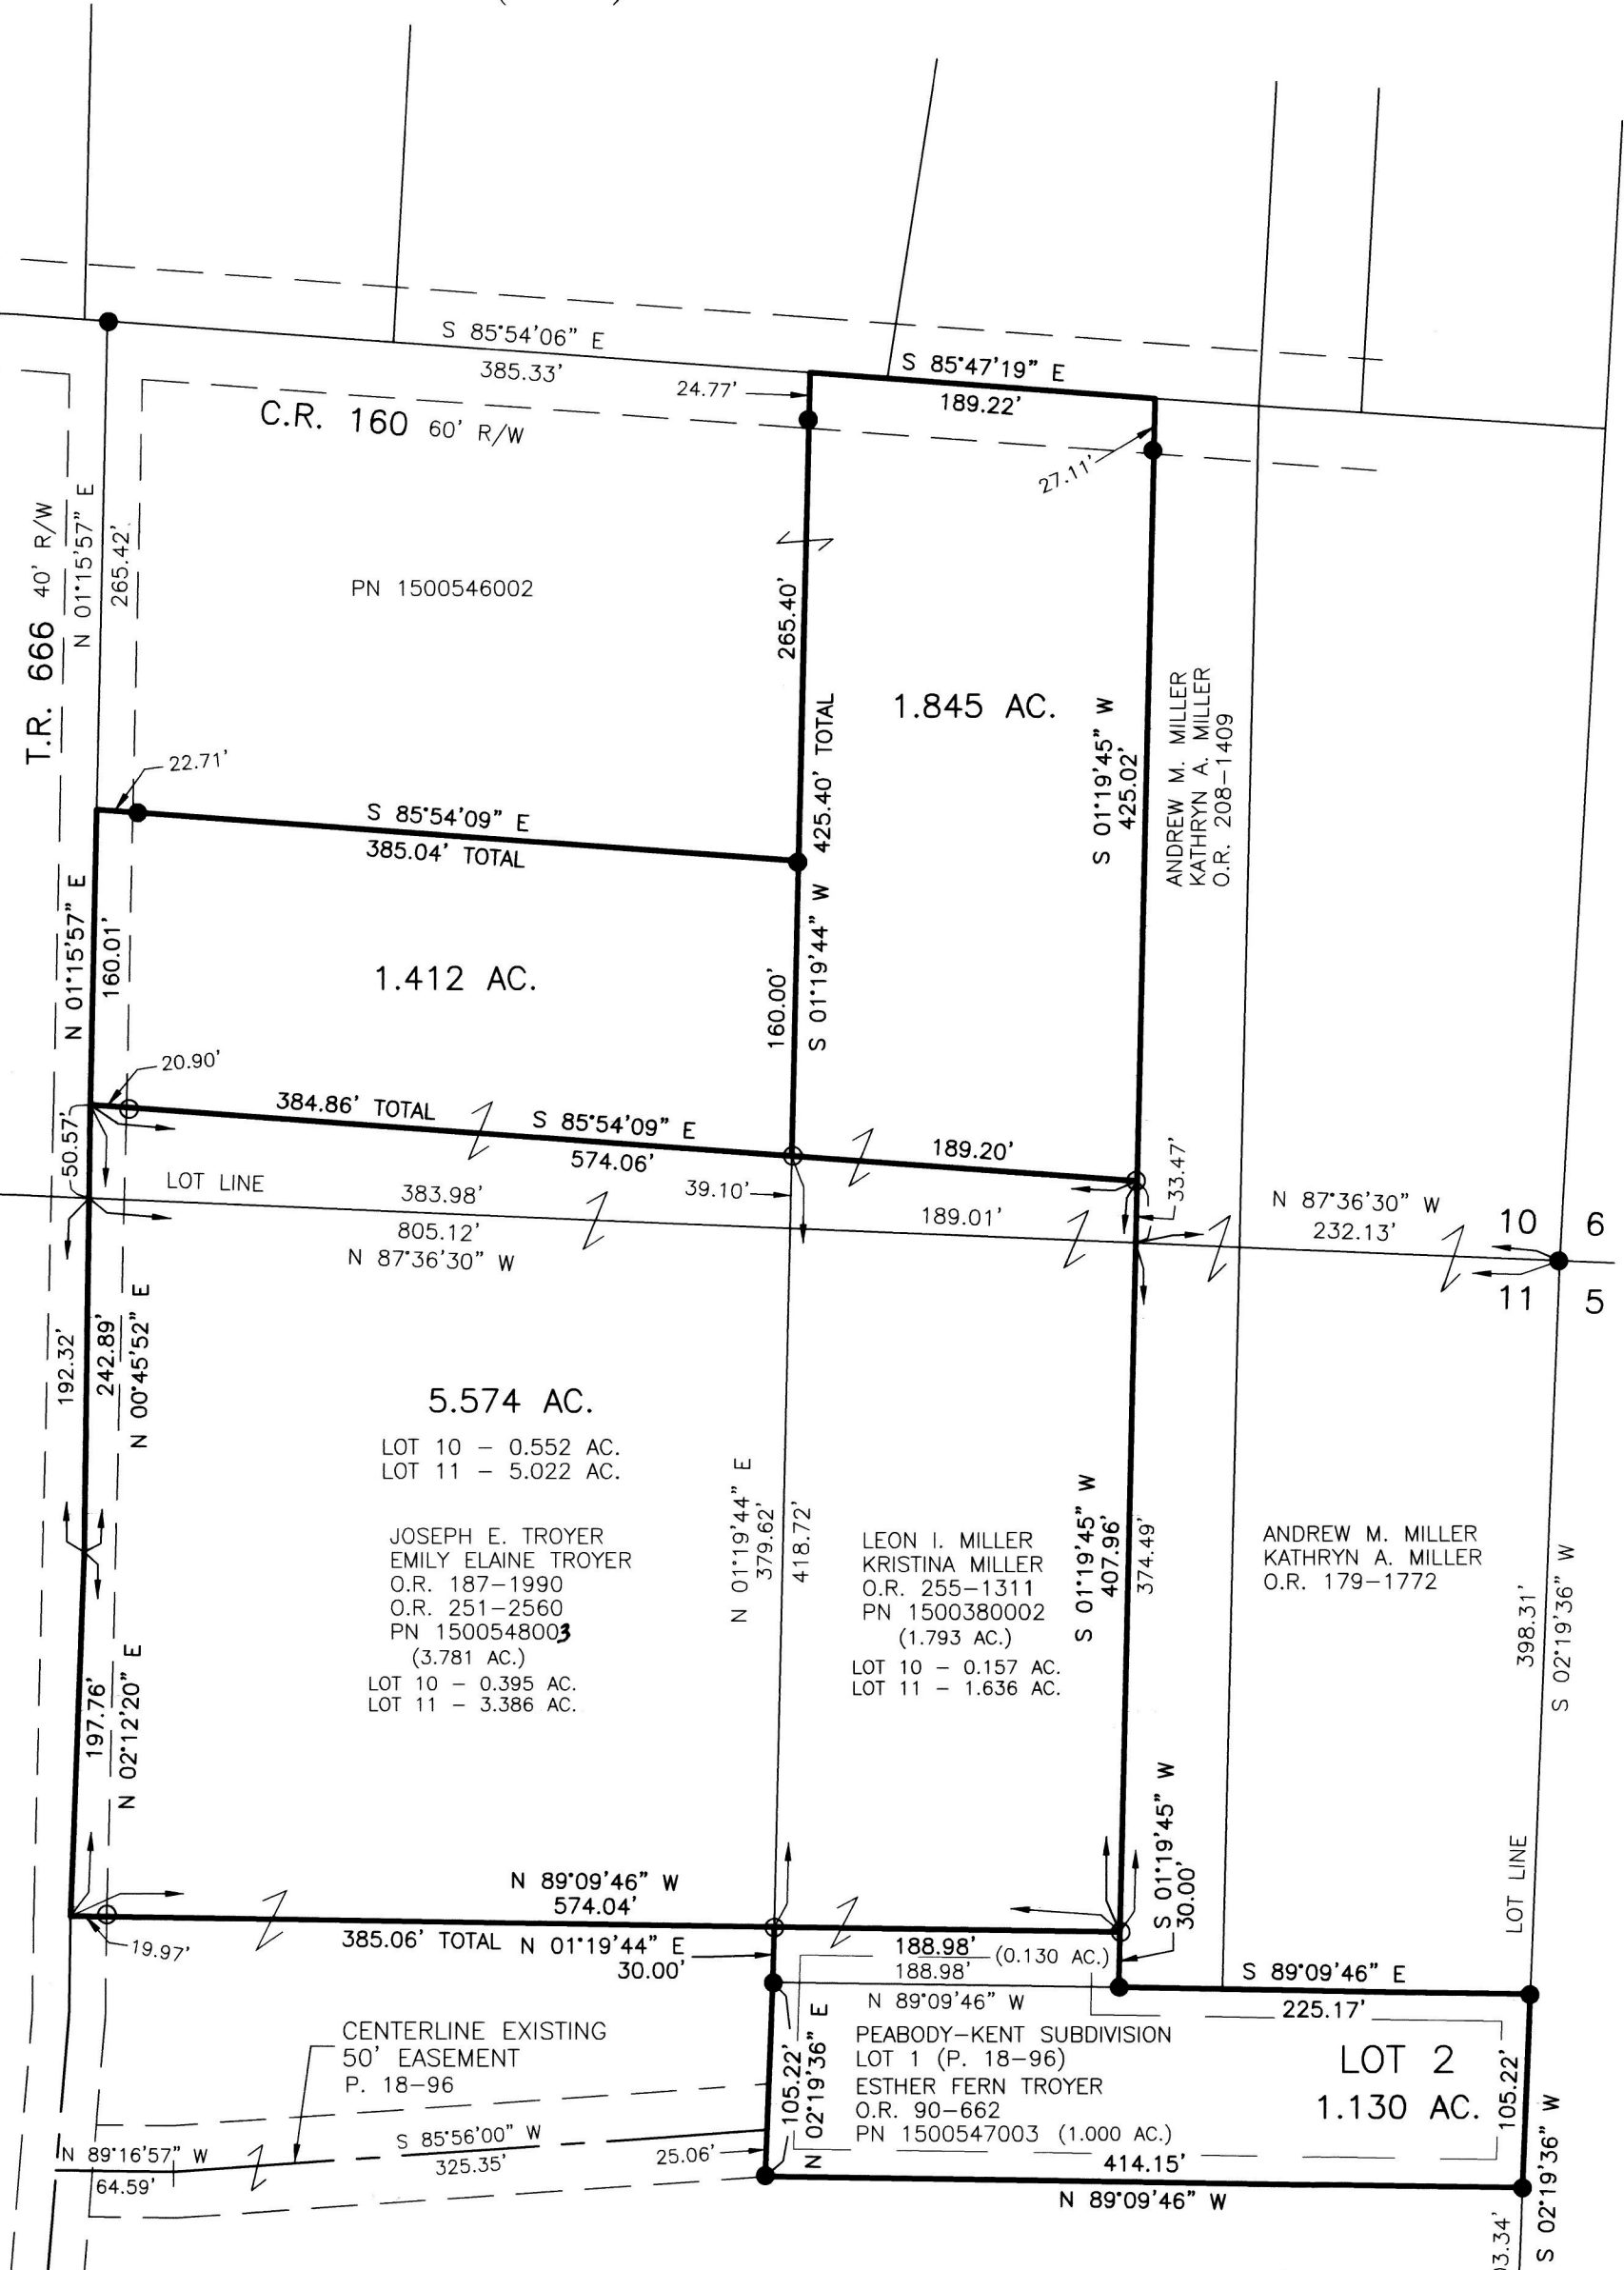 S 85°54'06" E
385.33'
S 85°47'19" E
189.22'
24.77'
27.11'
C.R. 160 60' R/W
T.R. 666 40' R/W
N 01°15'57" E
265.42'
PN 1500546002
265.40'
425.40' TOTAL
S 01°19'44" W
1.845 AC.
S 01°19'45" W
425.02'
ANDREW M. MILLER
KATHRYN A. MILLER
O.R. 208-1409
22.71'
S 85°54'09" E
385.04' TOTAL
N 01°15'57" E
160.01'
1.412 AC.
160.00'
20.90'
384.86' TOTAL
S 85°54'09" E
574.06'
189.20'
50.57'
33.47'
LOT LINE
383.98'
39.10'
189.01'
805.12'
N 87°36'30" W
N 87°36'30" W
232.13'
10 6
11 5
192.32'
242.89'
N 00°45'52" E
5.574 AC.
LOT 10 - 0.552 AC.
LOT 11 - 5.022 AC.
JOSEPH E. TROYER
EMILY ELAINE TROYER
O.R. 187-1990
O.R. 251-2560
PN 1500548003
(3.781 AC.)
LOT 10 - 0.395 AC.
LOT 11 - 3.386 AC.
N 01°19'44" E
379.62'
418.72'
LEON I. MILLER
KRISTINA MILLER
O.R. 255-1311
PN 1500380002
(1.793 AC.)
LOT 10 - 0.157 AC.
LOT 11 - 1.636 AC.
S 01°19'45" W
407.96'
374.49'
ANDREW M. MILLER
KATHRYN A. MILLER
O.R. 179-1772
398.31'
S 02°19'36" W
LOT LINE
197.76'
N 02°12'20" E
S 01°19'45" W
30.00'
N 89°09'46" W
574.04'
19.97'
385.06' TOTAL
N 01°19'44" E
30.00'
188.98'
(0.130 AC.)
188.98'
N 89°09'46" W
S 89°09'46" E
225.17'
CENTERLINE EXISTING
50' EASEMENT
P. 18-96
105.22'
N 02°19'36" E
PEABODY-KENT SUBDIVISION
LOT 1 (P. 18-96)
ESTHER FERN TROYER
O.R. 90-662
PN 1500547003 (1.000 AC.)
LOT 2
1.130 AC.
105.22'
S 02°19'36" W
N 89°16'57" W
64.59'
S 85°56'00" W
325.35'
25.06'
414.15'
N 89°09'46" W
03.34'